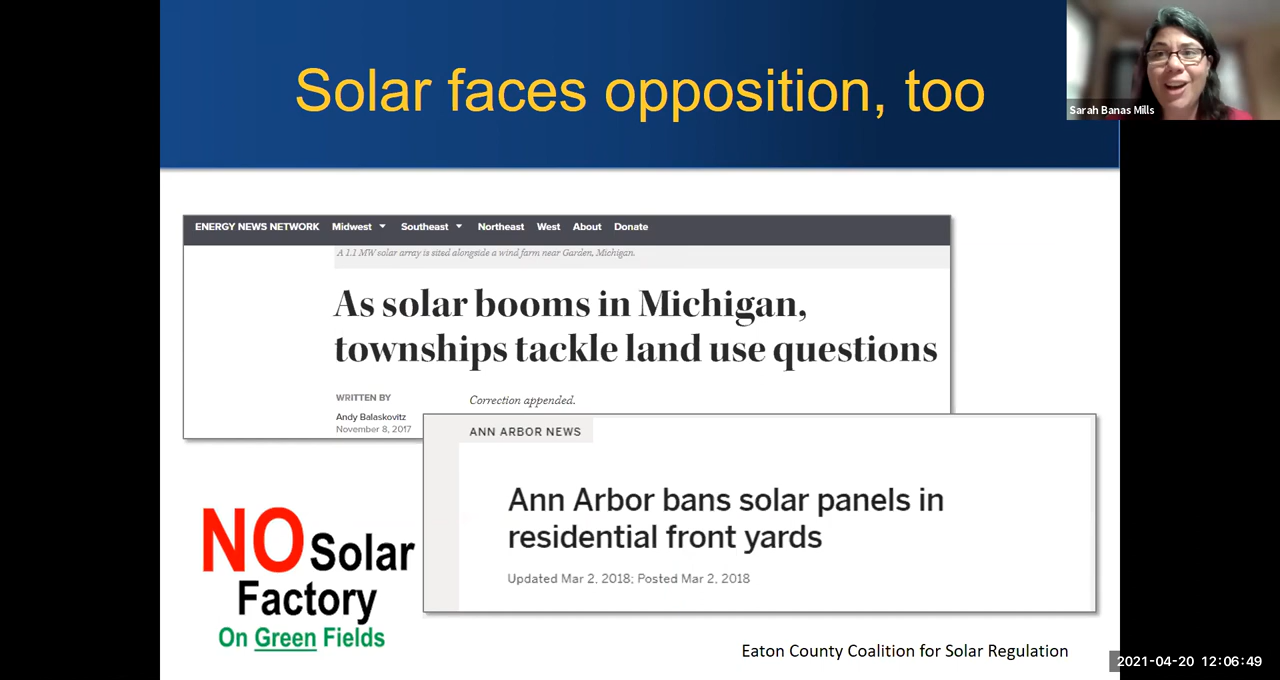 Solar faces opposition, too
Sarah Banas Mills
ENERGY NEWS NETWORK Midwest Southeast Northeast West About Donate
A 1.1 MW solar array is sited alongside a wind farm near Garden, Michigan.
As solar booms in Michigan,
townships tackle land use questions
WRITTEN BY
Correction appended.
Andy Balaskovitz
November 8, 2017
ANN ARBOR NEWS
Ann Arbor bans solar panels in
residential front yards
Updated Mar 2, 2018; Posted Mar 2, 2018
NO Solar
Factory
On Green Fields
Eaton County Coalition for Solar Regulation
2021-04-20 12:06:49